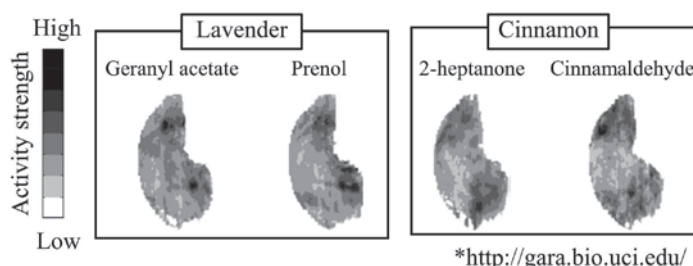 High
Activity strength
Low
Lavender
Geranyl acetate
Prenol
Cinnamon
2-heptanone
Cinnamaldehyde
*http://gara.bio.uci.edu/